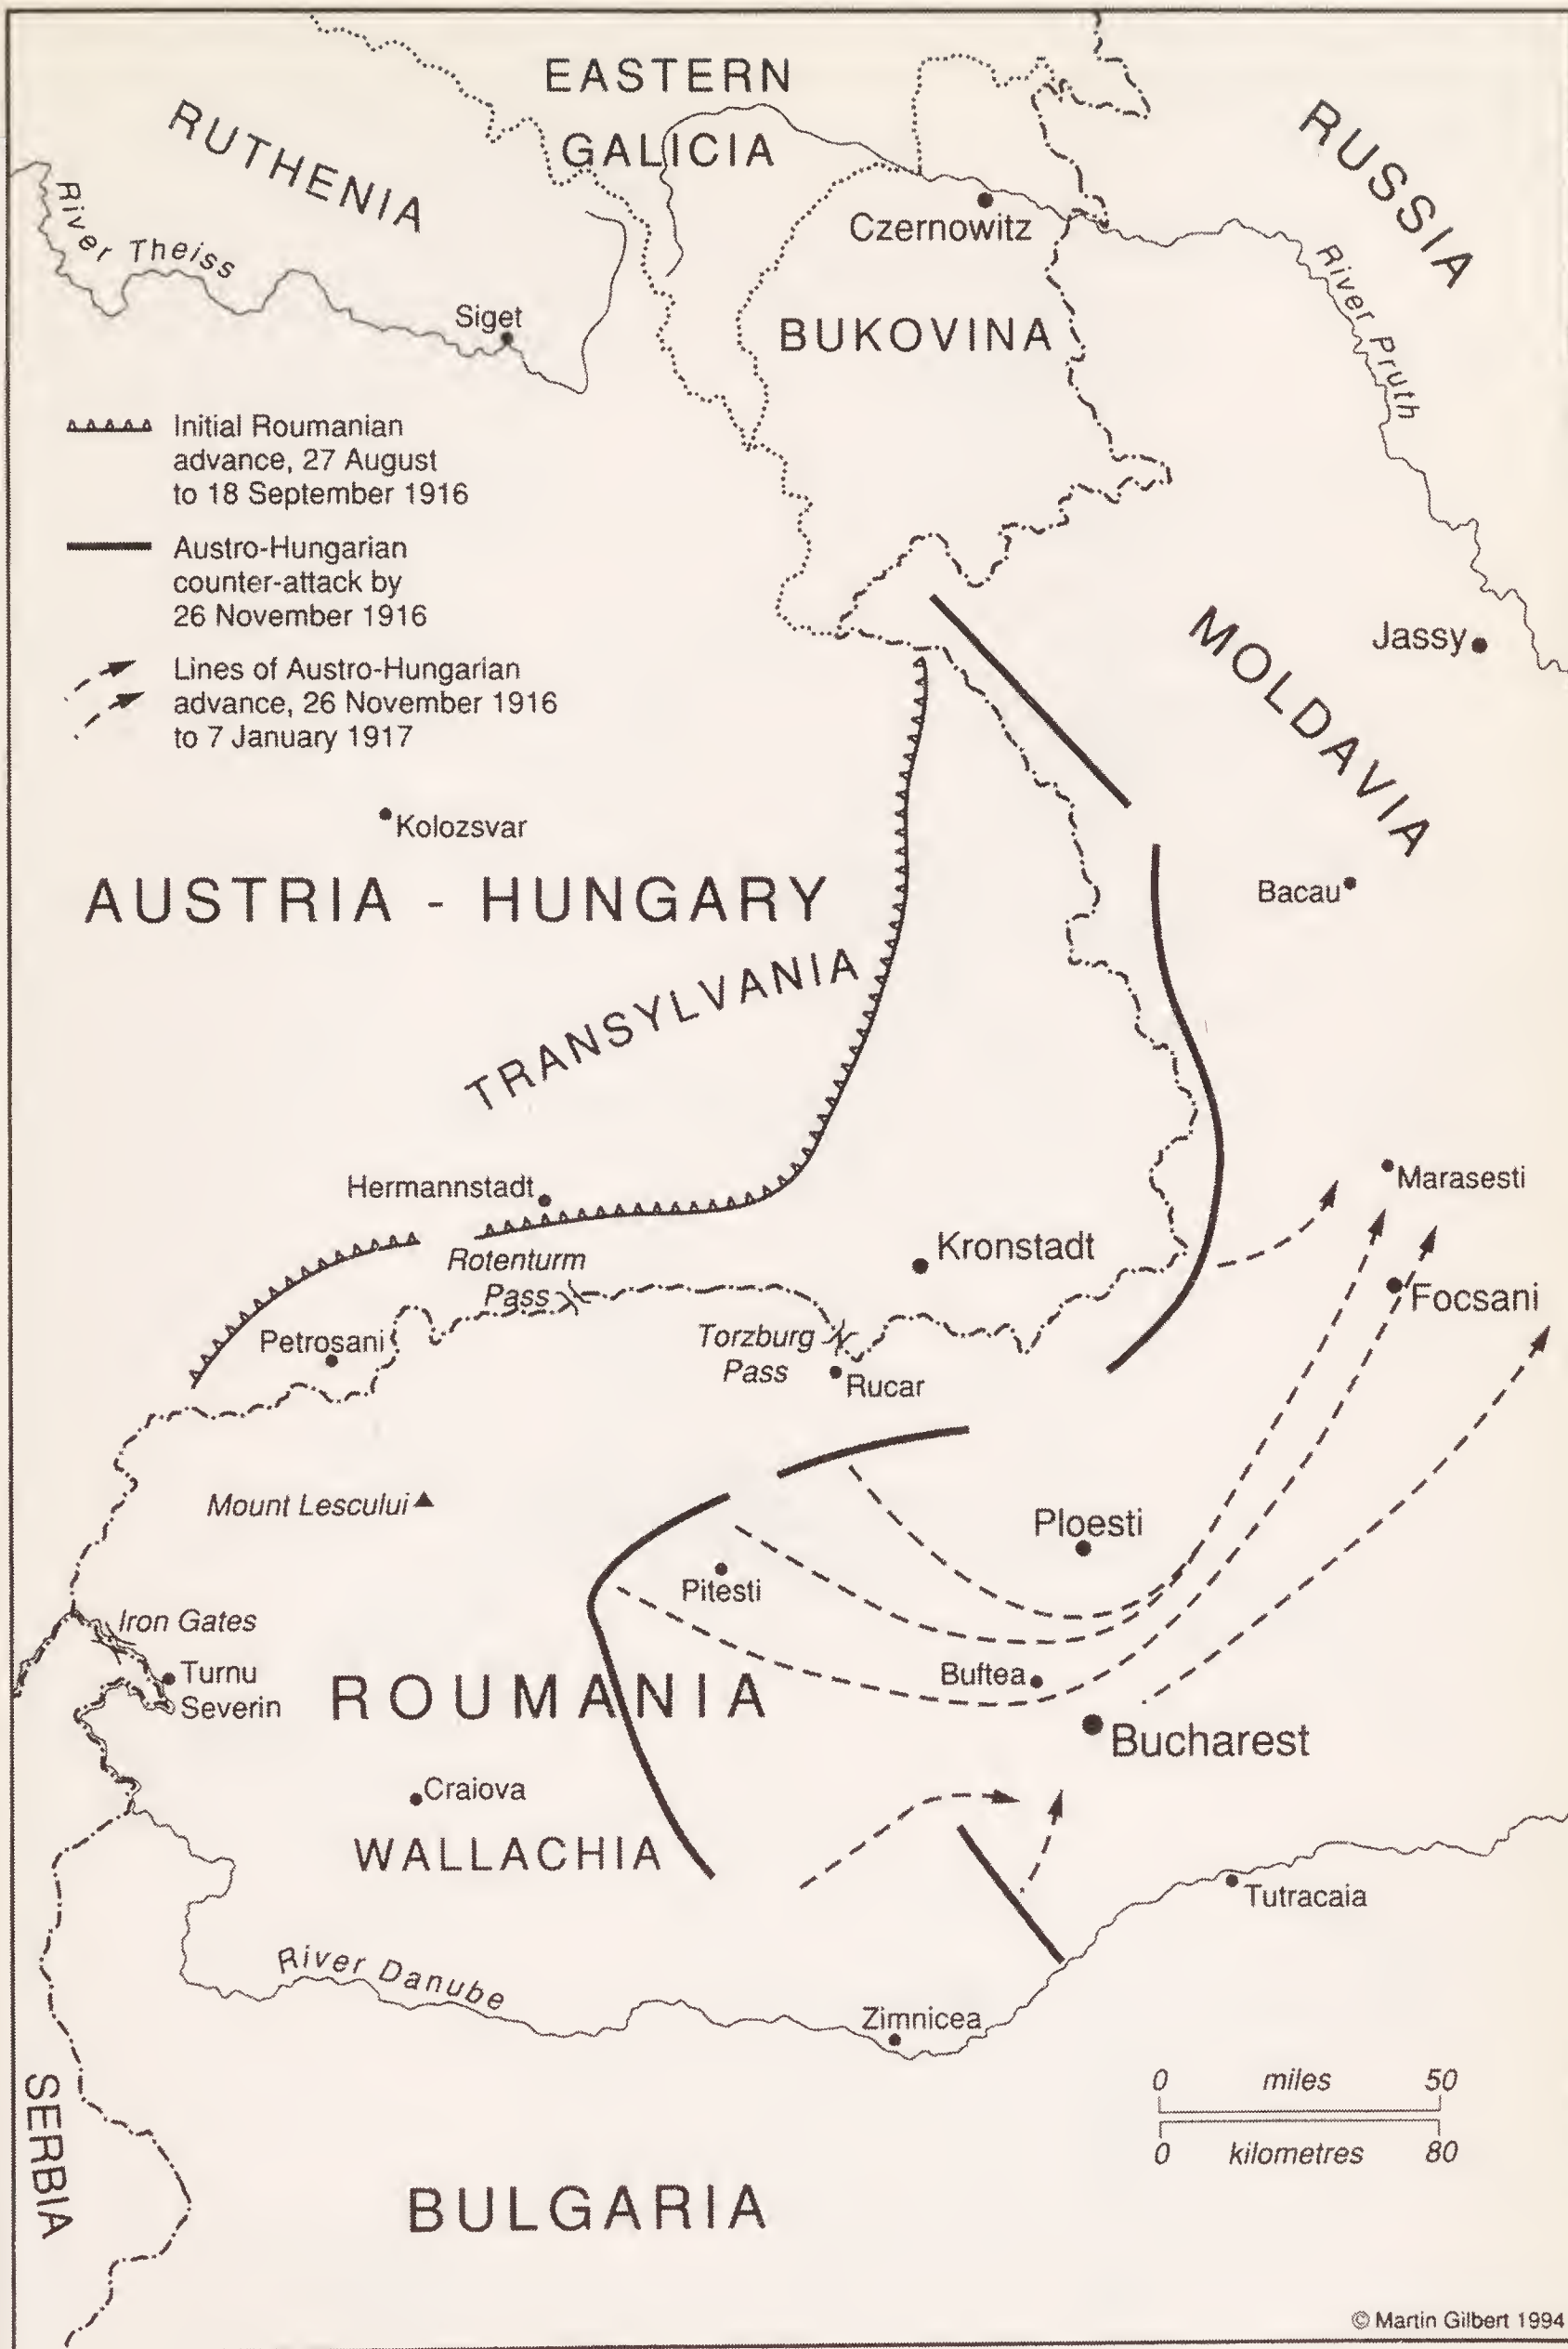 EASTERN
GALICIA
RUTHENIA
RUSSIA
River Theiss
Czernowitz
River Pruth
Siget
BUKOVINA
Initial Roumanian
advance, 27 August
to 18 September 1916
Austro-Hungarian
counter-attack by
26 November 1916
Lines of Austro-Hungarian
advance, 26 November 1916
to 7 January 1917
MOLDAVIA
Jassy
Kolozsvar
AUSTRIA - HUNGARY
Bacau
TRANSYLVANIA
Hermannstadt
Marasesti
Rotenturm
Pass
Kronstadt
Focsani
Petrosani
Torzburg
Pass
Rucar
Mount Lescului
Ploesti
Pitesti
Iron Gates
Turnu
Severin
ROUMANIA
Buftea
Bucharest
Craiova
WALLACHIA
Tutracaia
River Danube
Zimnicea
SERBIA
0 miles 50
0 kilometres 80
BULGARIA
© Martin Gilbert 1994